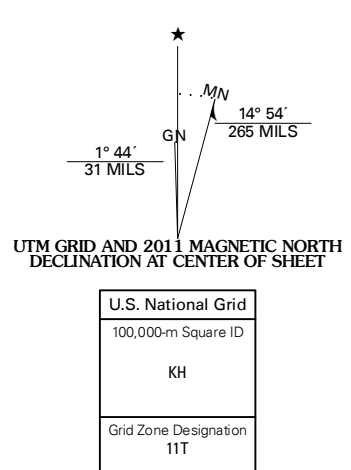 ★
MN
14° 54´
265 MILS
GN
1° 44´
31 MILS
UTM GRID AND 2011 MAGNETIC NORTH
DECLINATION AT CENTER OF SHEET
U.S. National Grid
100,000-m Square ID
KH
Grid Zone Designation
11T